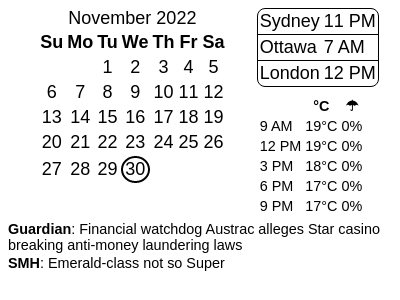 November 2022
Su Mo Tu We Th Fr Sa
1 2 3 4 5
6 7 8 9 10 11 12
13 14 15 16 17 18 19
20 21 22 23 24 25 26
27 28 29 30
Sydney 11 PM
Ottawa 7 AM
London 12 PM
°C ☂
9 AM 19°C 0%
12 PM 19°C 0%
3 PM 18°C 0%
6 PM 17°C 0%
9 PM 17°C 0%
Guardian: Financial watchdog Austrac alleges Star casino
breaking anti-money laundering laws
SMH: Emerald-class not so Super